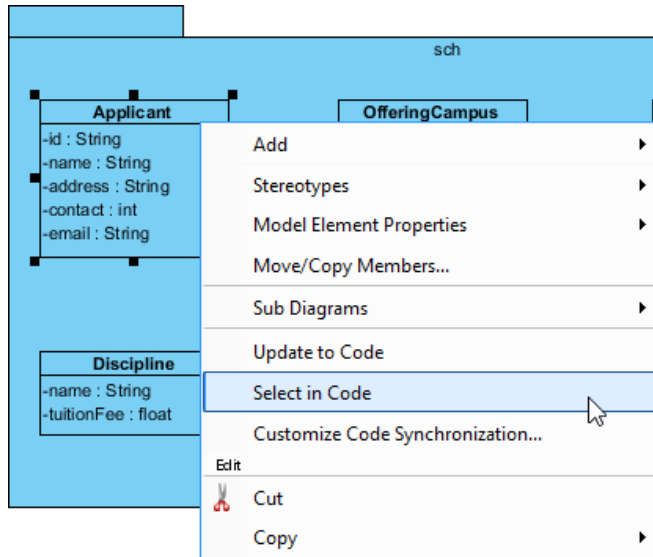 sch
Applicant
-id : String
-name : String
-address : String
-contact : int
-email : String
OfferingCampus
Discipline
-name : String
-tuitionFee : float
Add
Stereotypes
Model Element Properties
Move/Copy Members...
Sub Diagrams
Update to Code
Select in Code
Customize Code Synchronization...
Edit
Cut
Copy